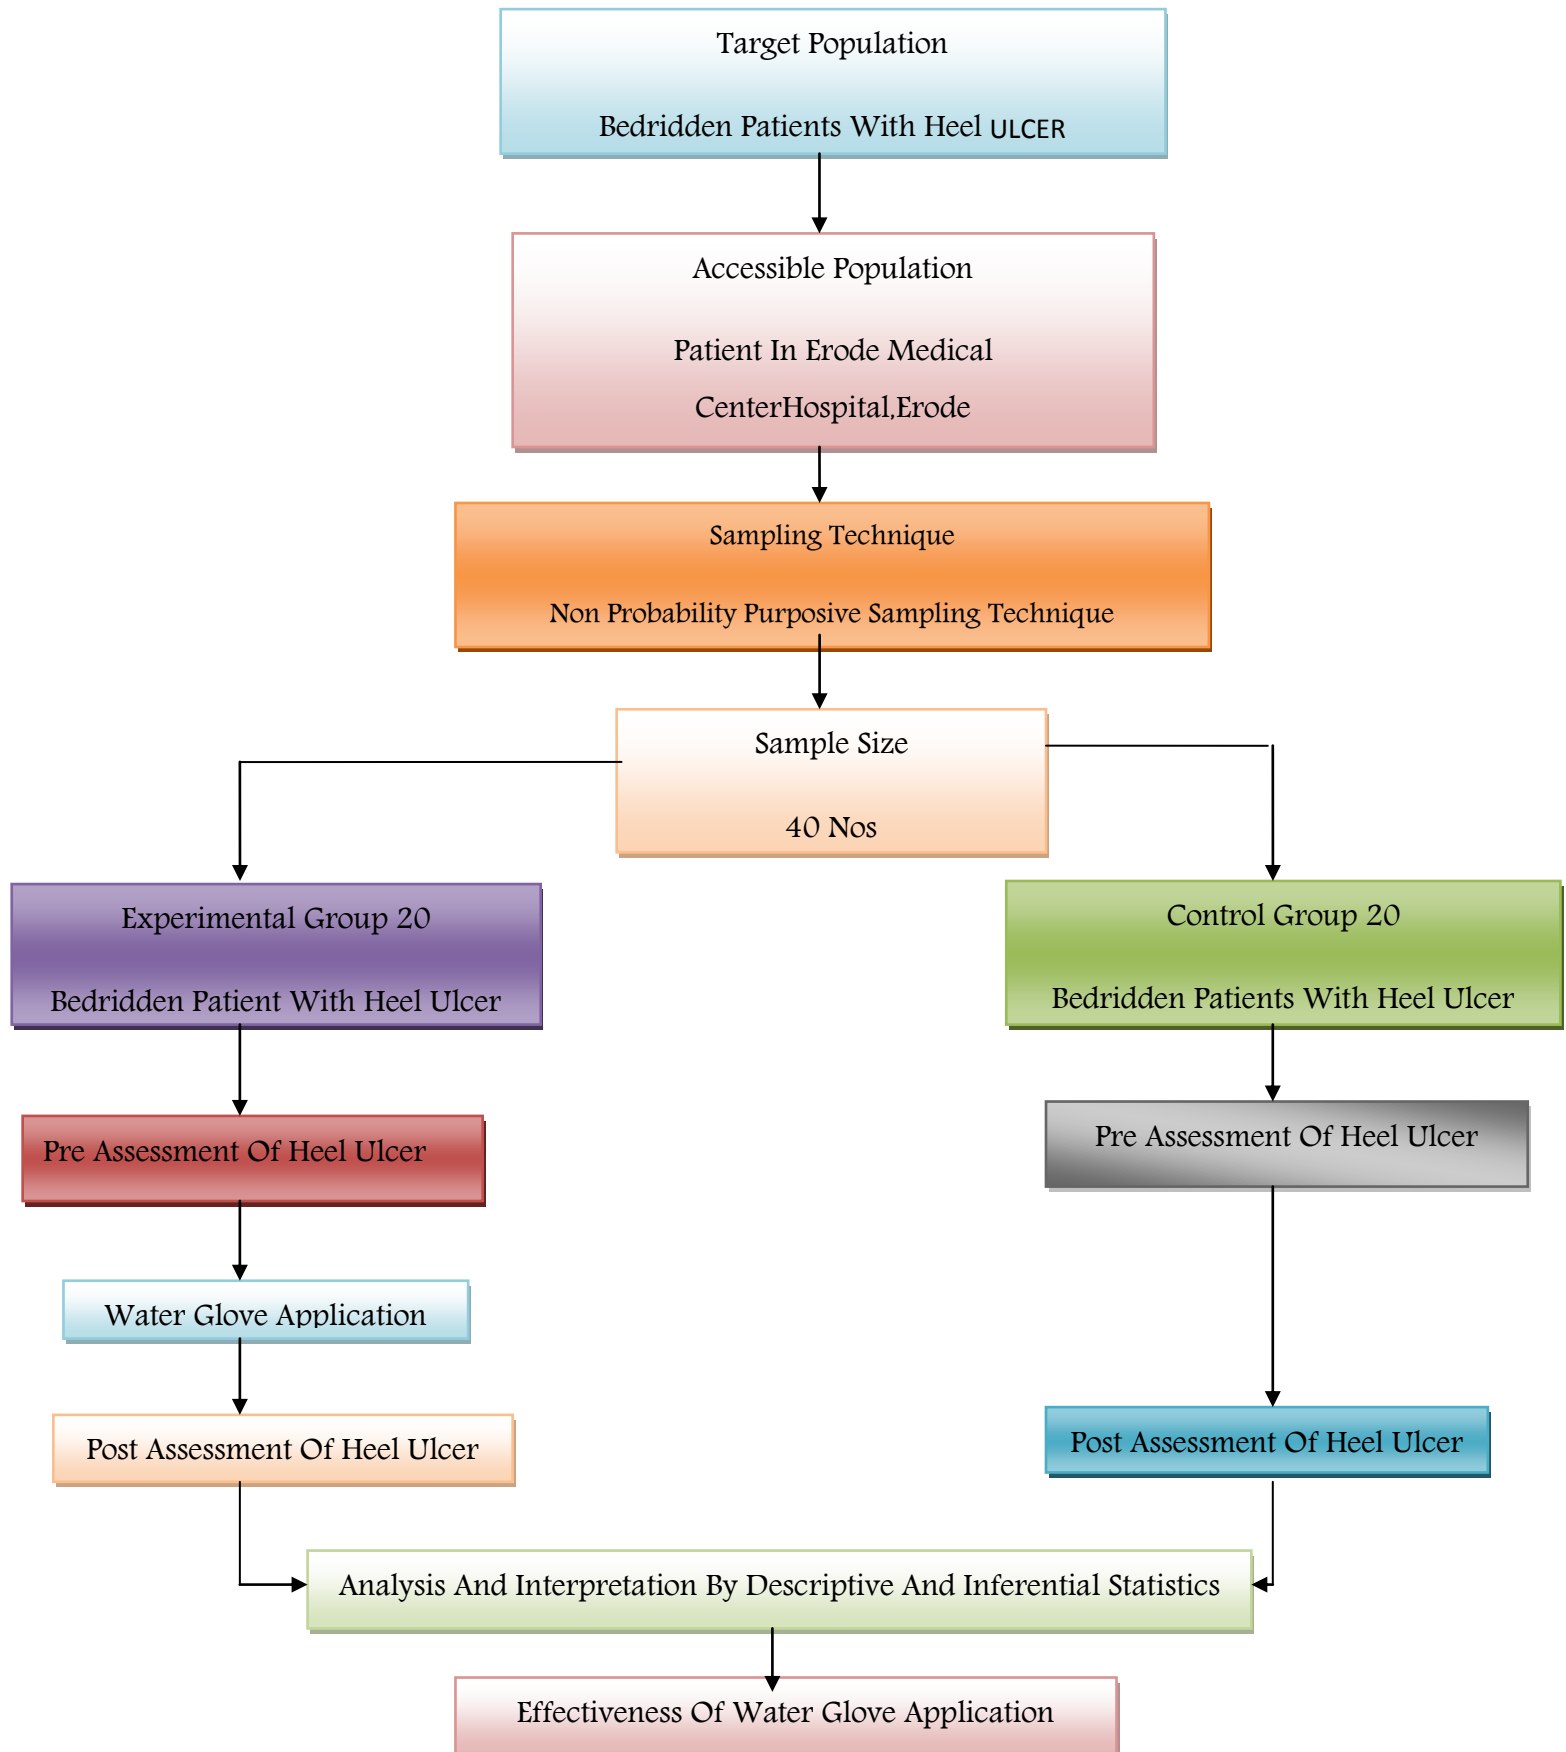 Target Population
Bedridden Patients With Heel ULCER
Accessible Population
Patient In Erode Medical
CenterHospital,Erode
Sampling Technique
Non Probability Purposive Sampling Technique
Sample Size
40 Nos
Experimental Group 20
Bedridden Patient With Heel Ulcer
Control Group 20
Bedridden Patients With Heel Ulcer
Pre Assessment Of Heel Ulcer
Pre Assessment Of Heel Ulcer
Water Glove Application
Post Assessment Of Heel Ulcer
Post Assessment Of Heel Ulcer
Analysis And Interpretation By Descriptive And Inferential Statistics
Effectiveness Of Water Glove Application